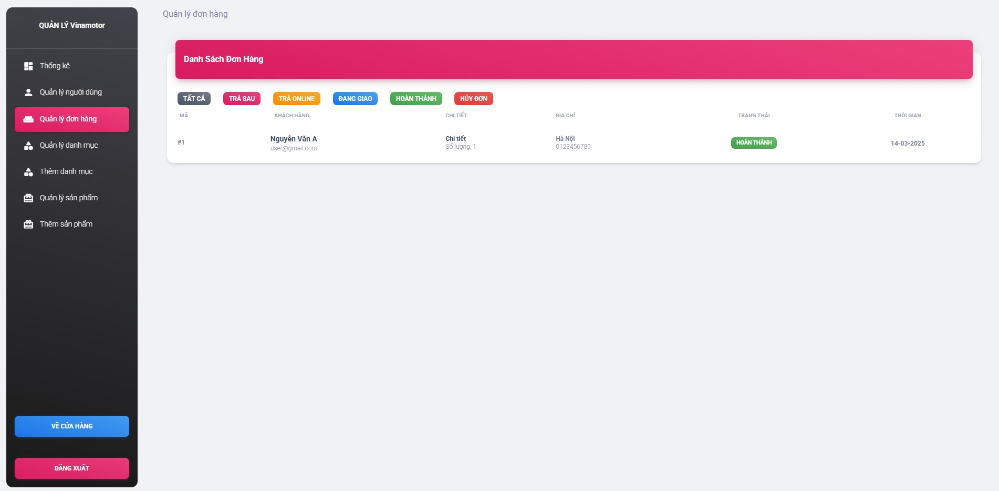 QUẢN LÝ Vinamotor
Thống kê
Quản lý người dùng
Quản lý đơn hàng
Quản lý danh mục
Thêm danh mục
Quản lý sản phẩm
Thêm sản phẩm
VỀ CỬA HÀNG
ĐĂNG XUẤT
Quản lý đơn hàng
Danh Sách Đơn Hàng
TẤT CẢ TRẢ SAU TRẢ ONLINE ĐANG GIAO HOÀN THÀNH HỦY ĐƠN
MÃ KHÁCH HÀNG CHI TIẾT ĐỊA CHỈ TRẠNG THÁI THỜI GIAN
#1 Nguyễn Văn A Chi tiết Hà Nội HOÀN THÀNH 14-03-2025
user@gmail.com Số lượng: 1 0123456789